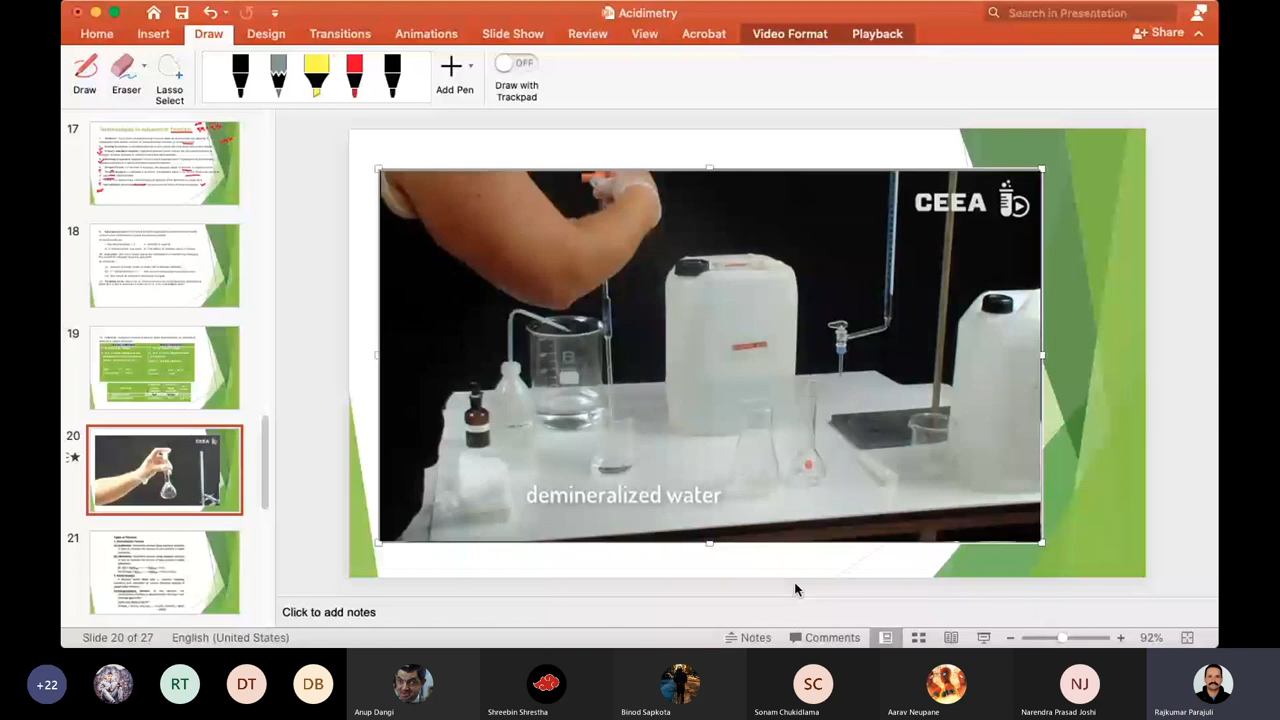 Acidimetry
Search in Presentation
Home Insert Draw Design Transitions Animations Slide Show Review View Acrobat Video Format Playback
Share
Draw
Eraser
Lasso
Select
Add Pen
OFF
Draw with
Trackpad
17
18
19
20
21
CEEA
demineralized water
Click to add notes
Slide 20 of 27 English (United States) Notes Comments 92%
+22 RT DT DB SC NJ
Anup Dangi Shreebin Shrestha Binod Sapkota Sonam Chukidlama Aarav Neupane Narendra Prasad Joshi Rajkumar Parajuli